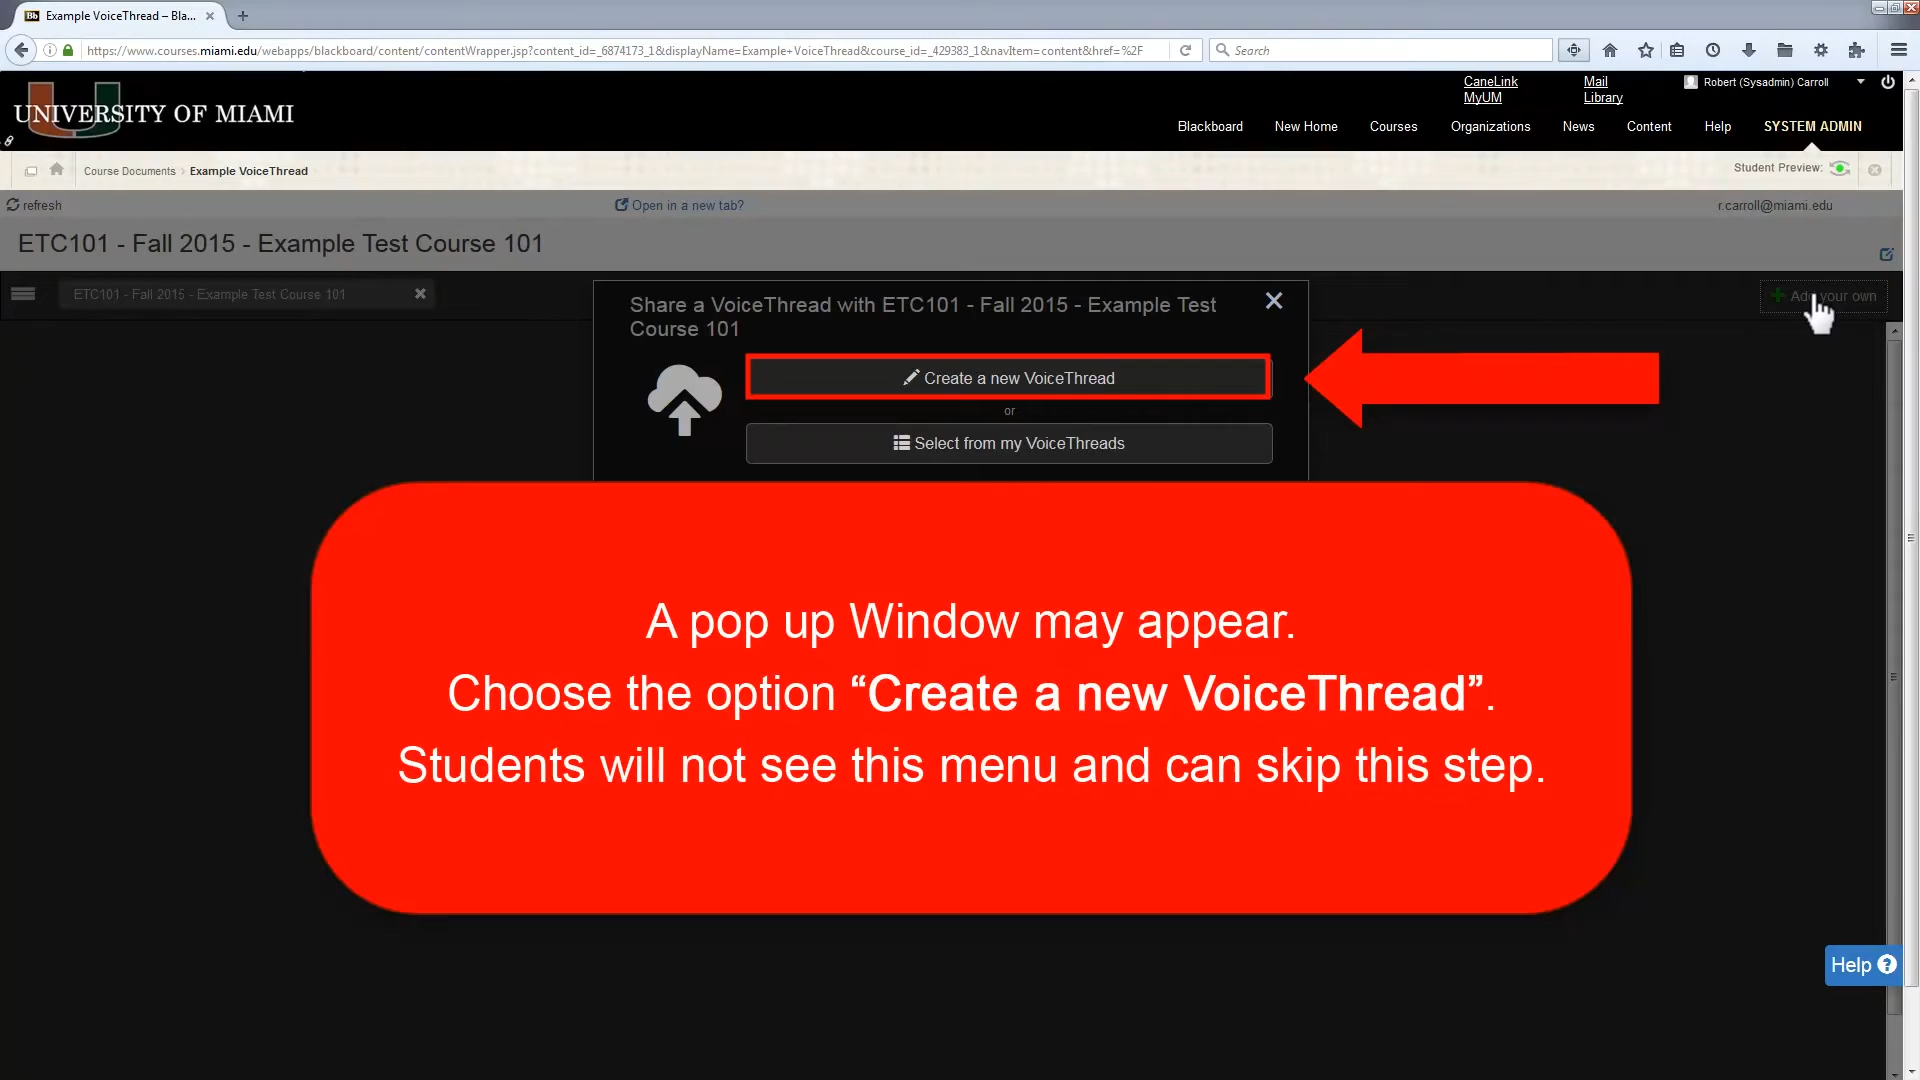 Example VoiceThread – Bla...
https://www.courses.miami.edu/webapps/blackboard/content/contentWrapper.jsp?content_id=_6874173_1&displayName=Example+VoiceThread&course_id=_429383_1&navItem=content&href=%2F
Search
UNIVERSITY OF MIAMI
CaneLink
MyUM
Mail
Library
Robert (Sysadmin) Carroll
Blackboard
New Home
Courses
Organizations
News
Content
Help
SYSTEM ADMIN
Course Documents
Example VoiceThread
Student Preview:
refresh
Open in a new tab?
r.carroll@miami.edu
ETC101 - Fall 2015 - Example Test Course 101
ETC101 - Fall 2015 - Example Test Course 101
Add your own
Share a VoiceThread with ETC101 - Fall 2015 - Example Test
Course 101
Create a new VoiceThread
or
Select from my VoiceThreads
A pop up Window may appear.
Choose the option “Create a new VoiceThread”.
Students will not see this menu and can skip this step.
Help